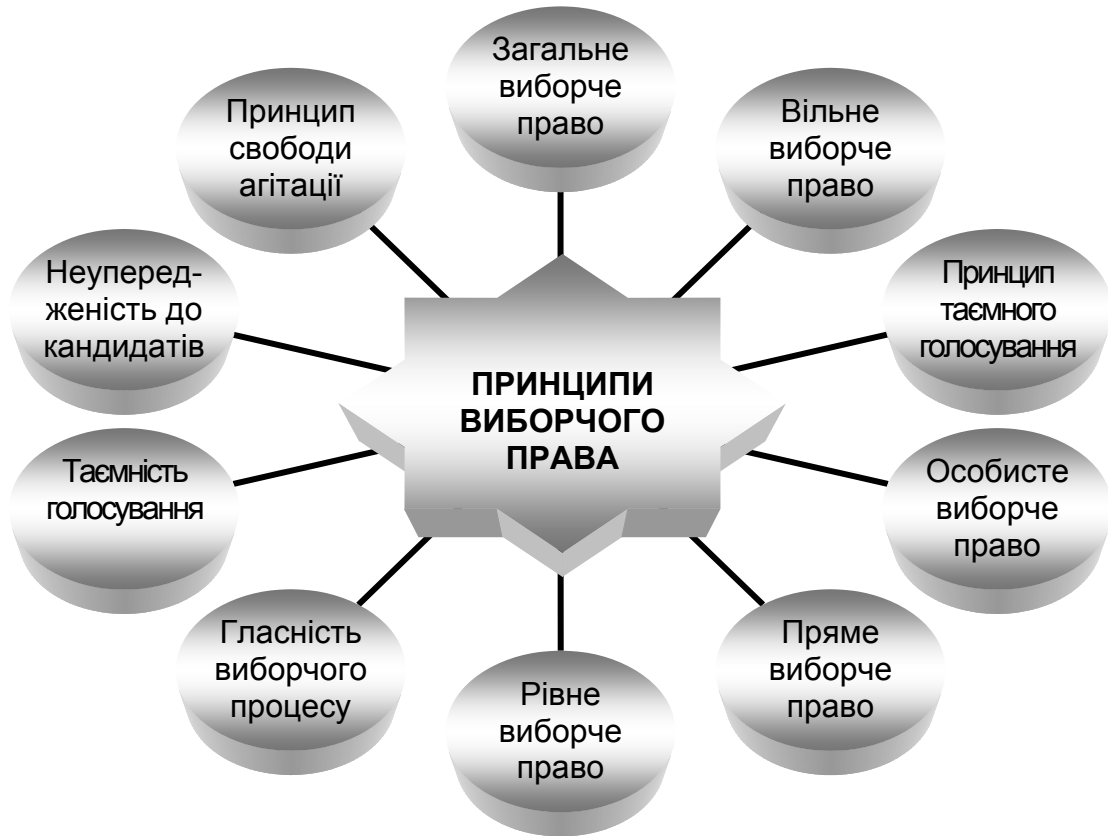 Загальне
виборче
право
Вільне
виборче
право
Принцип
таємного
голосування
Особисте
виборче
право
Пряме
виборче
право
Рівне
виборче
право
Гласність
виборчого
процесу
Таємність
голосування
Неуперед-
женість до
кандидатів
Принцип
свободи
агітації
ПРИНЦИПИ
ВИБОРЧОГО
ПРАВА